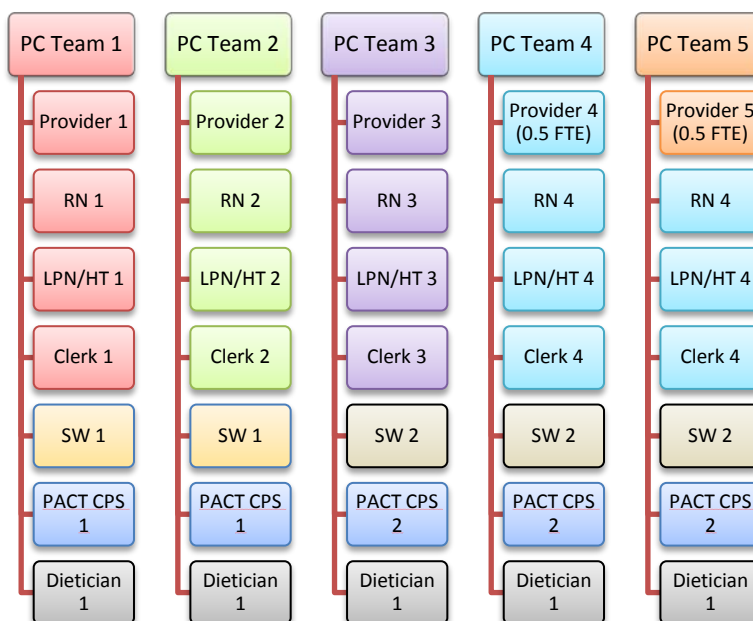 PC Team 1
Provider 1
RN 1
LPN/HT 1
Clerk 1
SW 1
PACT CPS
1
Dietician
1
PC Team 2
Provider 2
RN 2
LPN/HT 2
Clerk 2
SW 1
PACT CPS
1
Dietician
1
PC Team 3
Provider 3
RN 3
LPN/HT 3
Clerk 3
SW 2
PACT CPS
2
Dietician
1
PC Team 4
Provider 4
(0.5 FTE)
RN 4
LPN/HT 4
Clerk 4
SW 2
PACT CPS
2
Dietician
1
PC Team 5
Provider 5
(0.5 FTE)
RN 4
LPN/HT 4
Clerk 4
SW 2
PACT CPS
2
Dietician
1